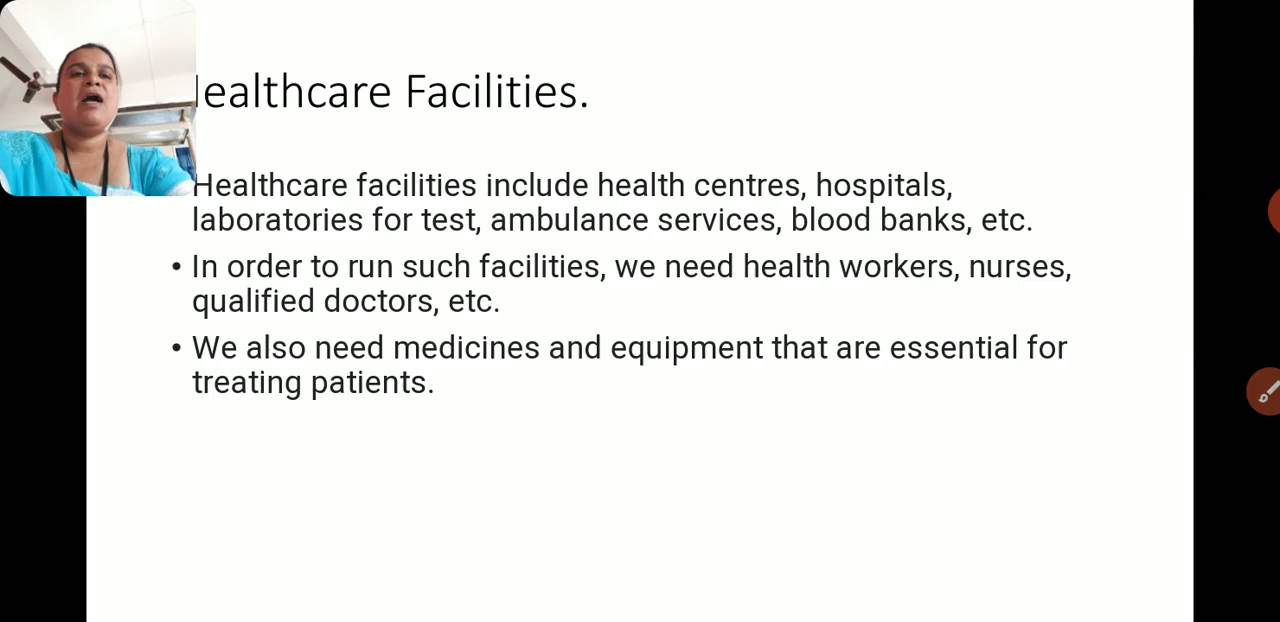 ealthcare Facilities.
Healthcare facilities include health centres, hospitals,
laboratories for test, ambulance services, blood banks, etc.
• In order to run such facilities, we need health workers, nurses,
qualified doctors, etc.
• We also need medicines and equipment that are essential for
treating patients.